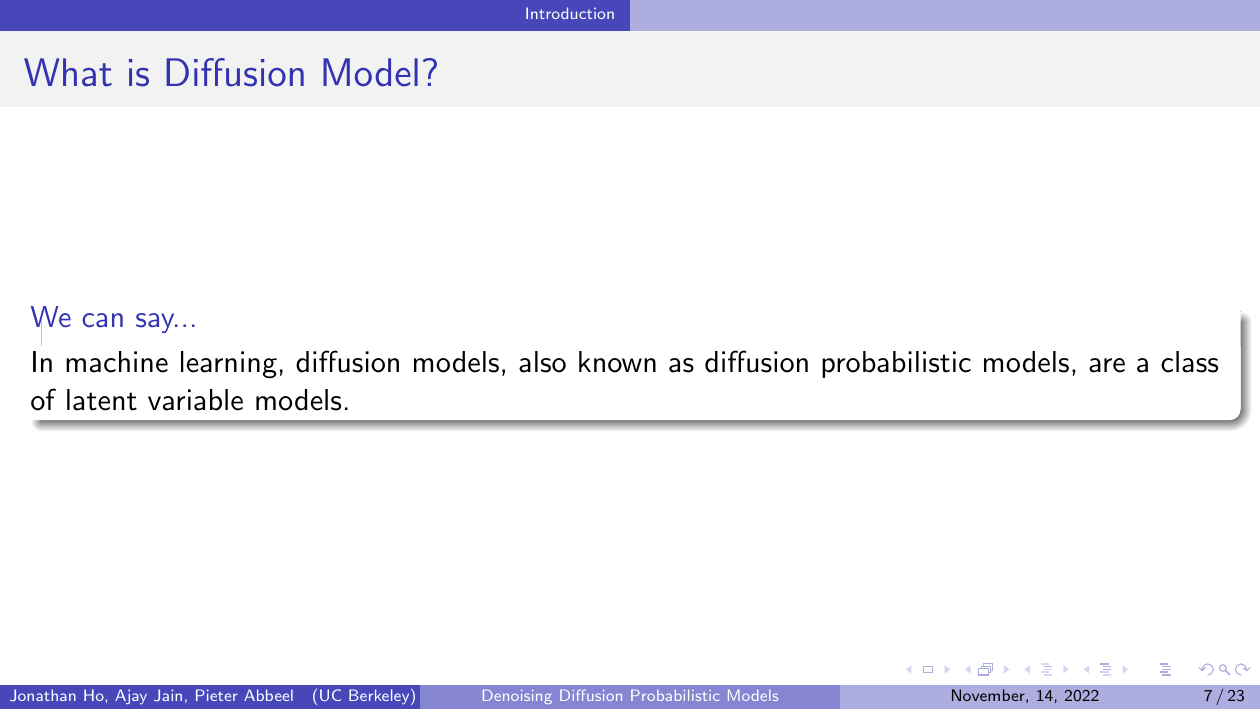 Introduction
What is Diffusion Model?
We can say...
In machine learning, diffusion models, also known as diffusion probabilistic models, are a class
of latent variable models.
Jonathan Ho, Ajay Jain, Pieter Abbeel (UC Berkeley)
Denoising Diffusion Probabilistic Models
November, 14, 2022
7 / 23